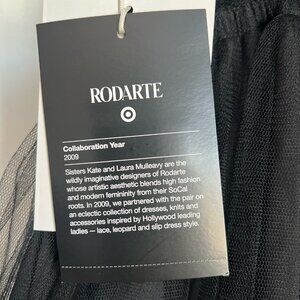 RODARTE
Collaboration Year
2009
Sisters Kate and Laura Mulleavy are the
wildly imaginative designers of Rodarte
whose artistic aesthetic blends high fashion
and modern femininity from their SoCal
roots. In 2009, we partnered with the pair on
an eclectic collection of dresses, knits and
accessories inspired by Hollywood leading
ladies — lace, leopard and slip dress style.